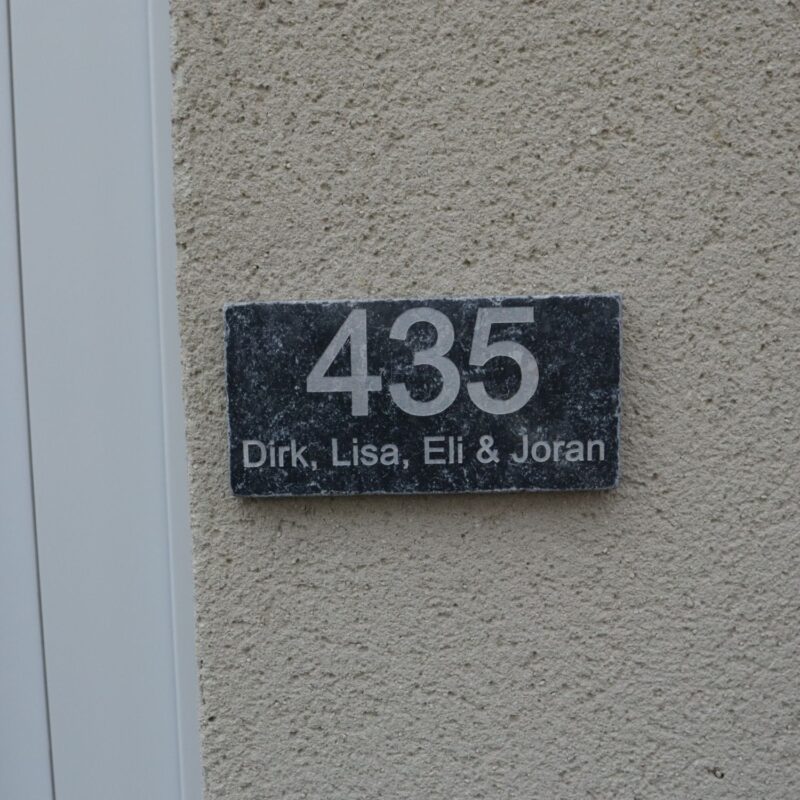 435
Dirk, Lisa, Eli & Joran